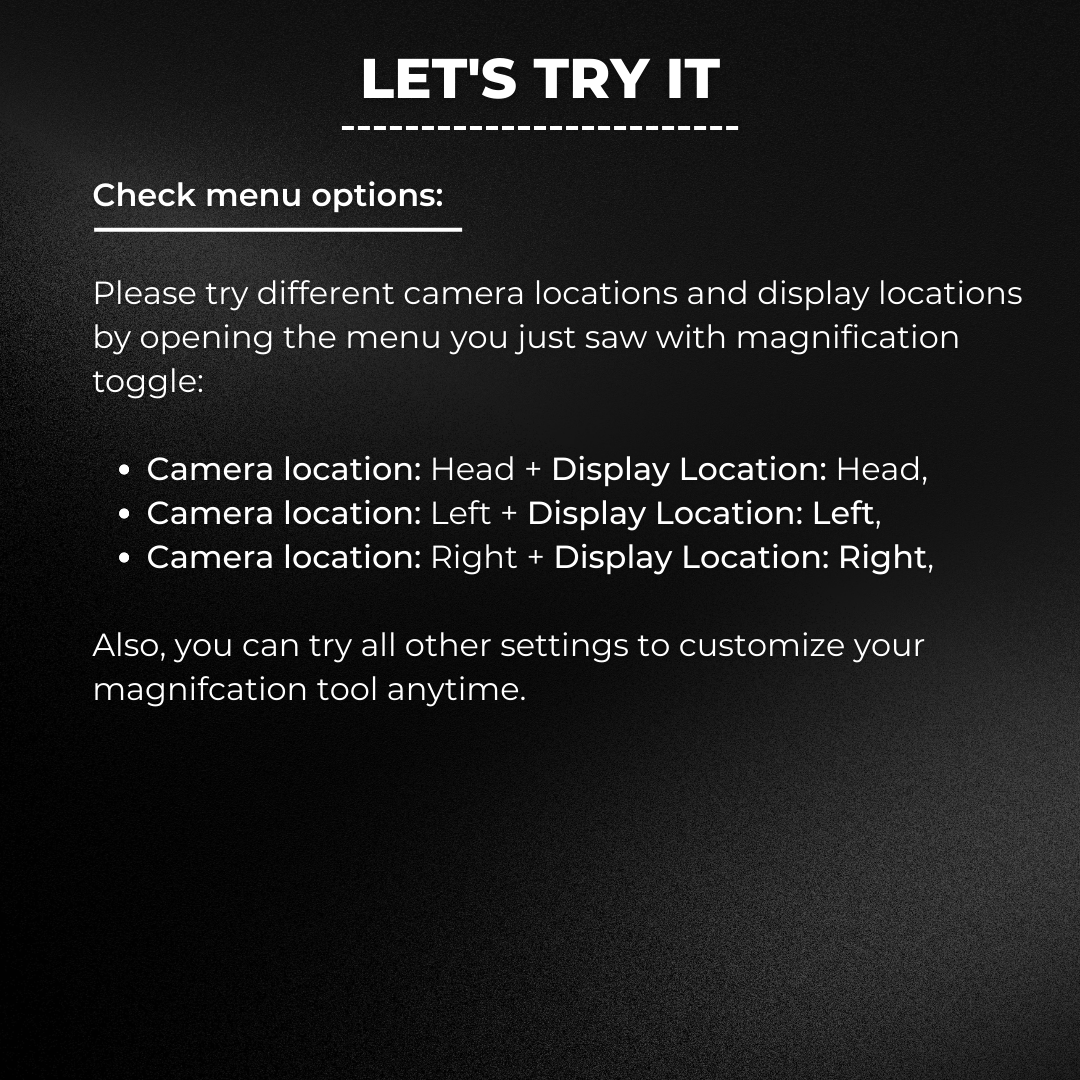 LET'S TRY IT
Check menu options:
Please try different camera locations and display locations
by opening the menu you just saw with magnification
toggle:
• Camera location: Head + Display Location: Head,
• Camera location: Left + Display Location: Left,
• Camera location: Right + Display Location: Right,
Also, you can try all other settings to customize your
magnifcation tool anytime.